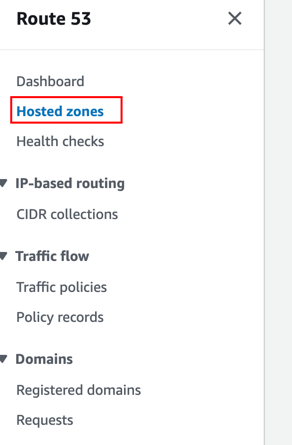 Route 53
Dashboard
Hosted zones
Health checks
IP-based routing
CIDR collections
Traffic flow
Traffic policies
Policy records
Domains
Registered domains
Requests